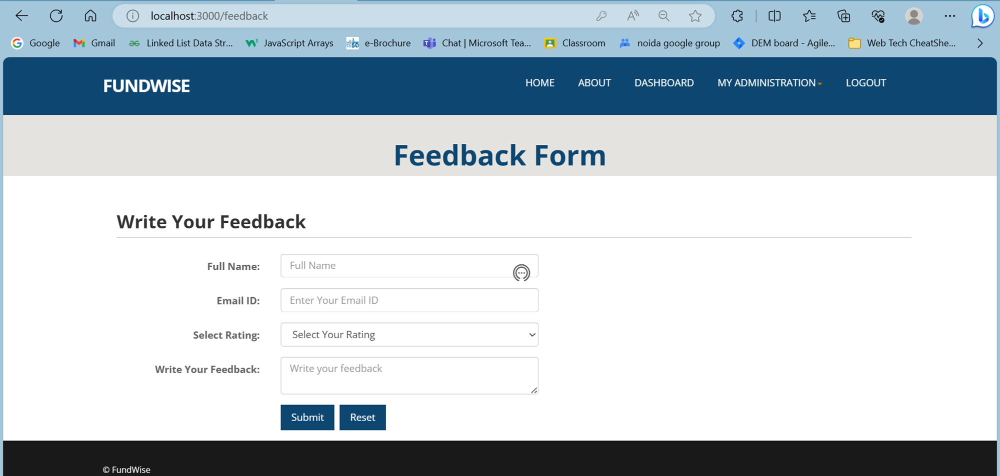 localhost:3000/feedback
Google Gmail Linked List Data Str... JavaScript Arrays e-Brochure Chat | Microsoft Tea... Classroom noida google group DEM board - Agile... Web Tech CheatShe...
FUNDWISE HOME ABOUT DASHBOARD MY ADMINISTRATION LOGOUT
Feedback Form
Write Your Feedback
Full Name: Full Name
Email ID: Enter Your Email ID
Select Rating: Select Your Rating
Write Your Feedback: Write your feedback
Submit Reset
© FundWise